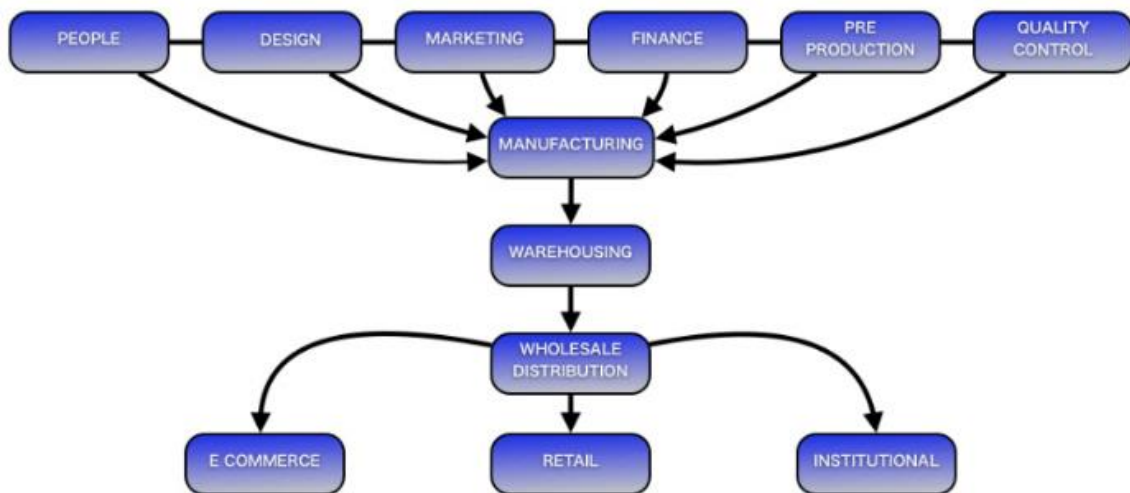 PEOPLE
DESIGN
MARKETING
FINANCE
PRE
PRODUCTION
QUALITY
CONTROL
MANUFACTURING
WAREHOUSING
WHOLESALE
DISTRIBUTION
E COMMERCE
RETAIL
INSTITUTIONAL